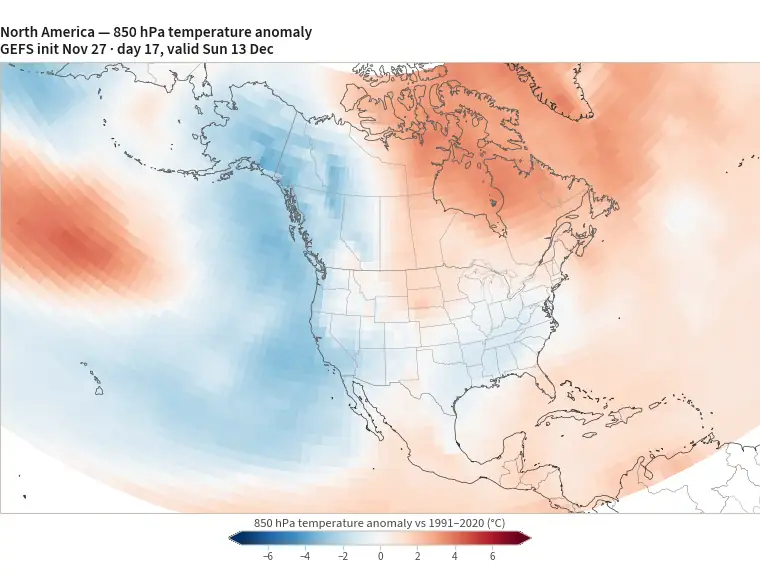 North America — 850 hPa temperature anomaly
GEFS init Nov 27 · day 17, valid Sun 13 Dec
850 hPa temperature anomaly vs 1991–2020 (°C)
−6 −4 −2 0 2 4 6